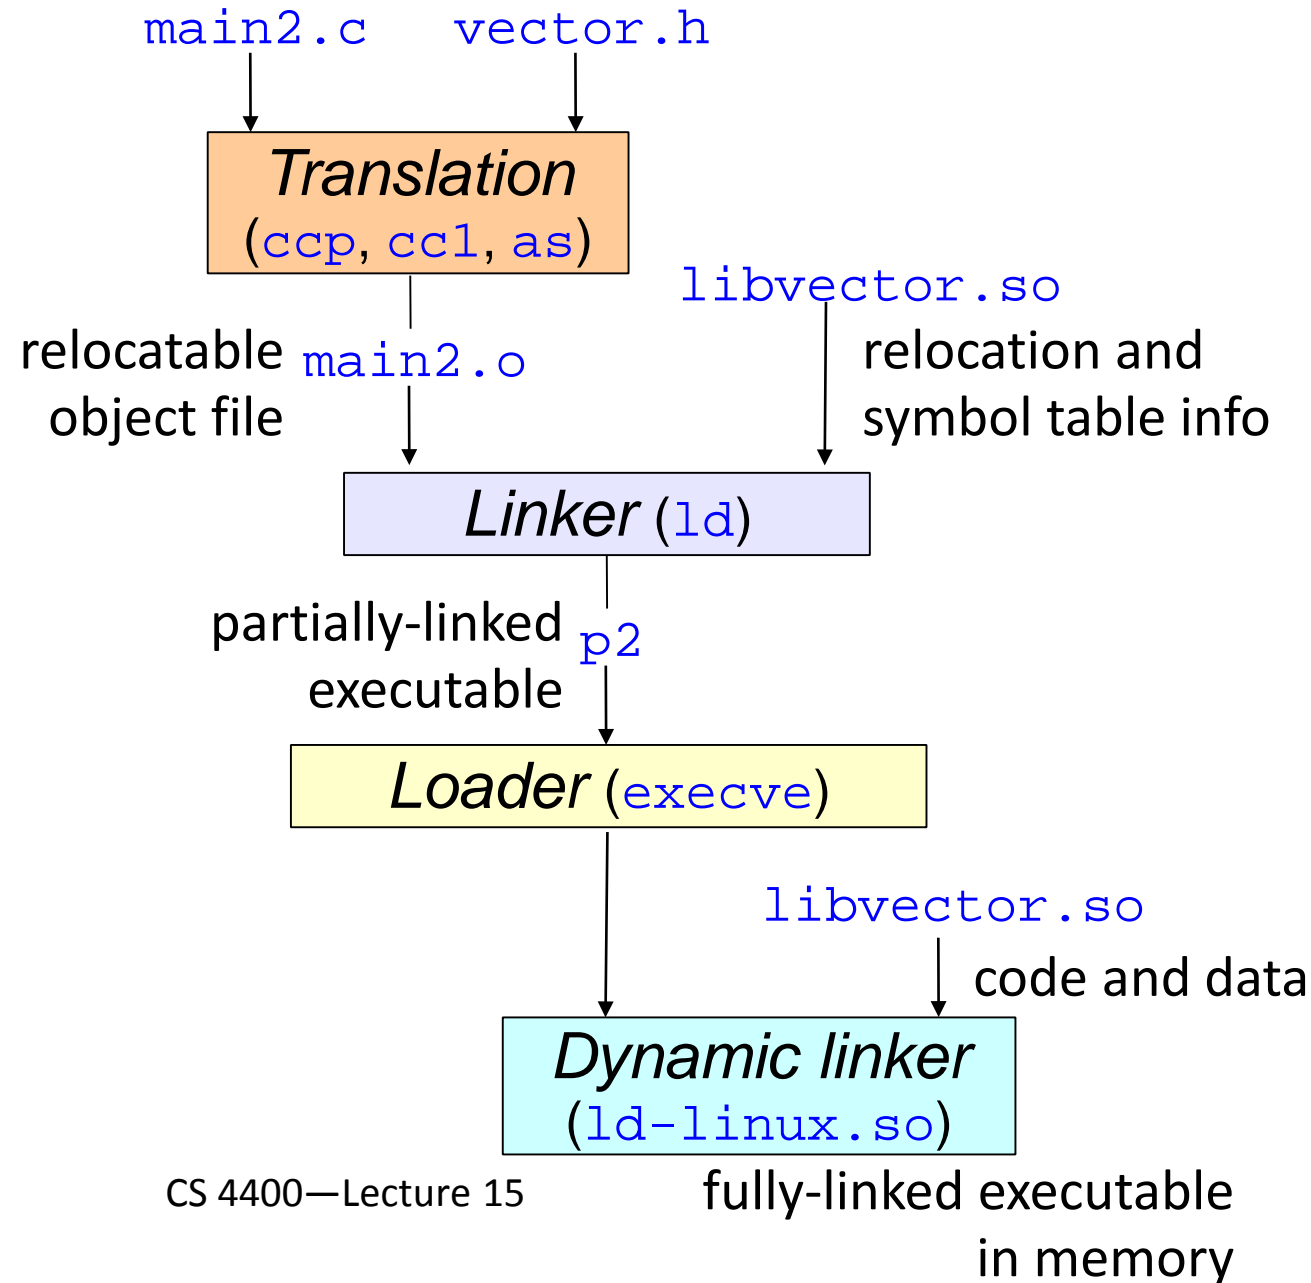 main2.c vector.h
Translation
(ccp, cc1, as)
libvector.so
relocatable
object file
main2.o
relocation and
symbol table info
Linker (ld)
partially-linked
executable
p2
Loader (execve)
libvector.so
code and data
Dynamic linker
(ld-linux.so)
CS 4400—Lecture 15
fully-linked executable
in memory